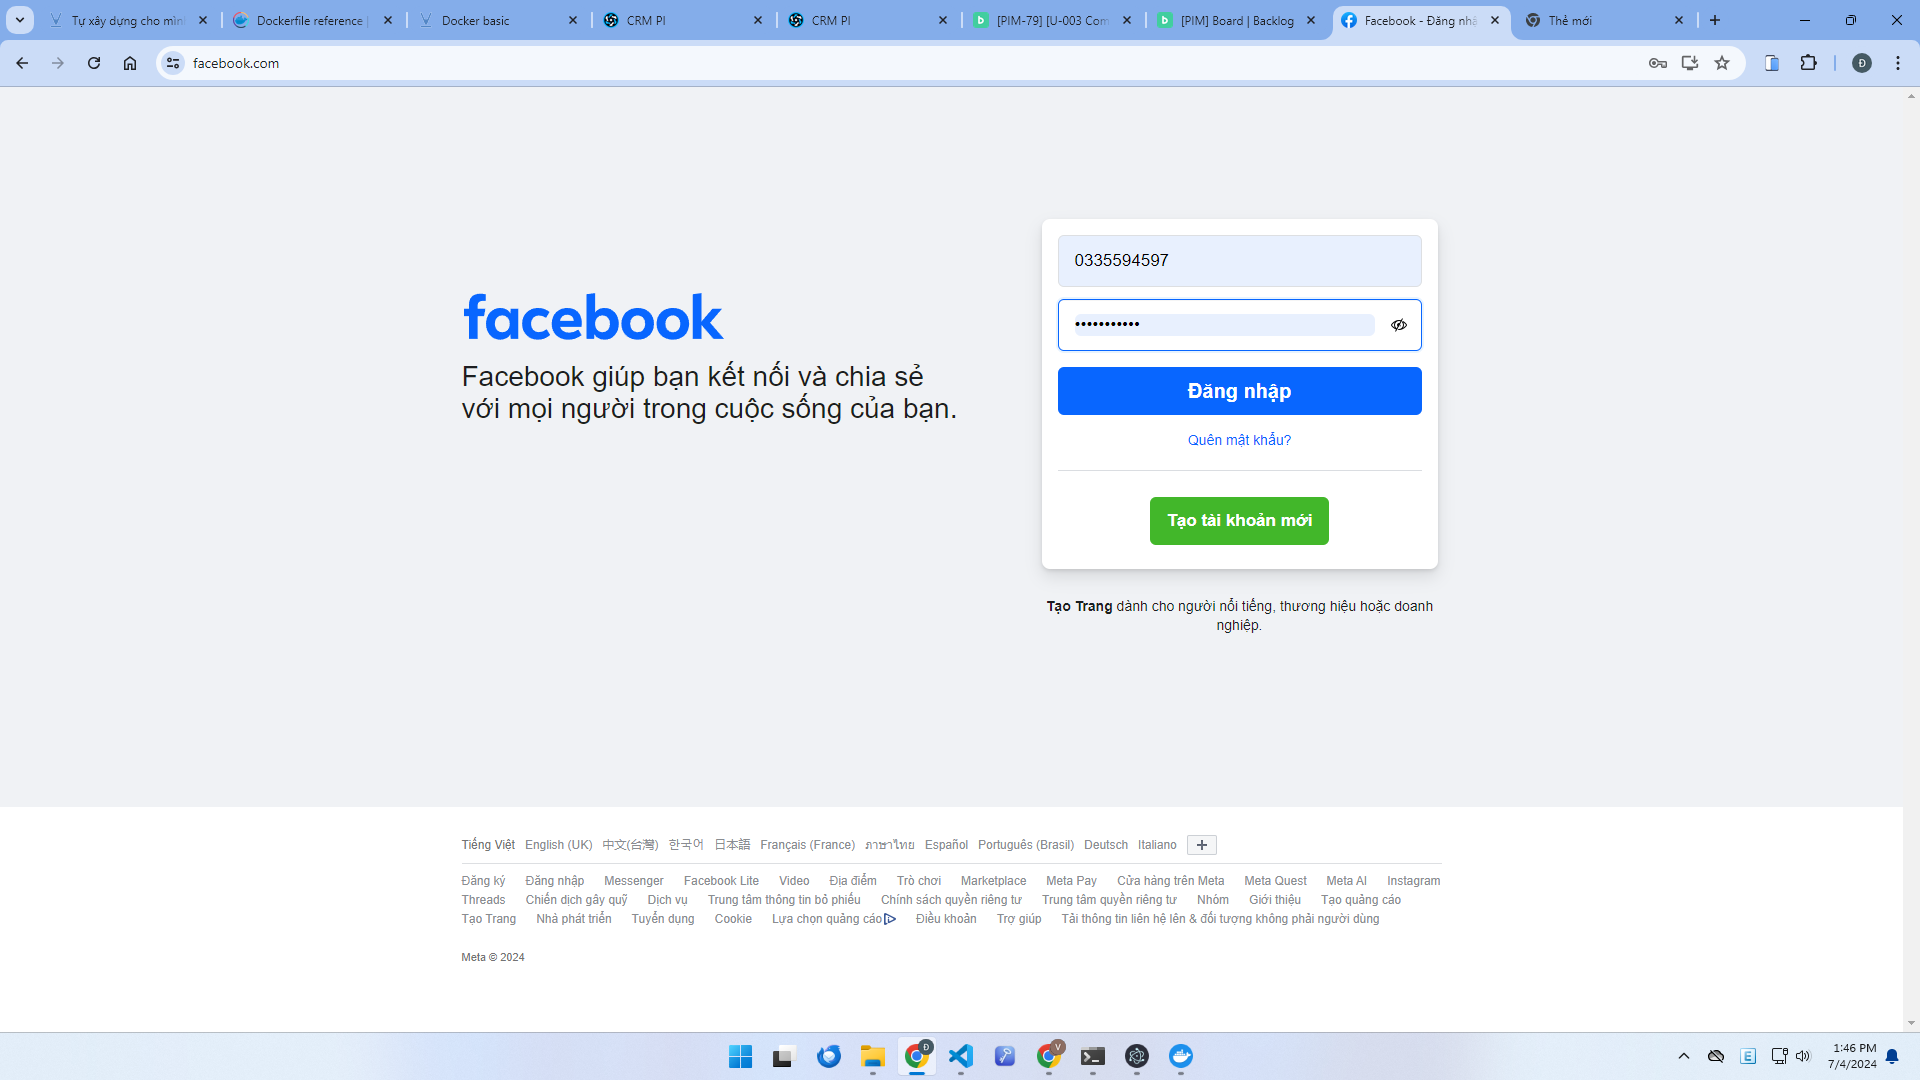 Tự xây dựng cho mìn
Dockerfile reference |
Docker basic
CRM PI
CRM PI
[PIM-79] [U-003 Com
[PIM] Board | Backlog
Facebook - Đăng nhậ
Thẻ mới
facebook.com
Đ
0335594597
facebook
Facebook giúp bạn kết nối và chia sẻ
với mọi người trong cuộc sống của bạn.
Đăng nhập
Quên mật khẩu?
Tạo tài khoản mới
Tạo Trang dành cho người nổi tiếng, thương hiệu hoặc doanh
nghiệp.
Tiếng Việt English (UK) 中文(台灣) 한국어 日本語 Français (France) ภาษาไทย Español Português (Brasil) Deutsch Italiano
Đăng ký Đăng nhập Messenger Facebook Lite Video Địa điểm Trò chơi Marketplace Meta Pay Cửa hàng trên Meta Meta Quest Meta AI Instagram
Threads Chiến dịch gây quỹ Dịch vụ Trung tâm thông tin bỏ phiếu Chính sách quyền riêng tư Trung tâm quyền riêng tư Nhóm Giới thiệu Tạo quảng cáo
Tạo Trang Nhà phát triển Tuyển dụng Cookie Lựa chọn quảng cáo Điều khoản Trợ giúp Tải thông tin liên hệ lên & đối tượng không phải người dùng
Meta © 2024
Đ
V
E
1:46 PM
7/4/2024